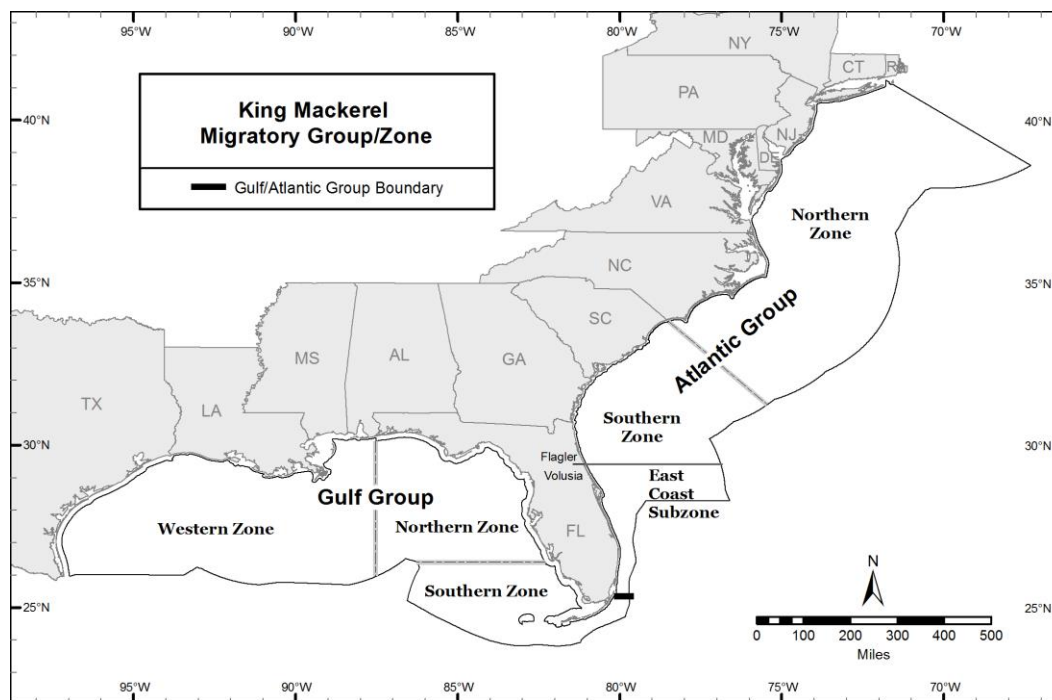 95°W 90°W 85°W 80°W 75°W 70°W
King Mackerel
Migratory Group/Zone
Gulf/Atlantic Group Boundary
NY
CT
RI
PA
40°N
40°N
NJ
MD
DE
VA
Northern
Zone
NC
35°N
35°N
SC
Atlantic Group
MS
AL
GA
TX
LA
Southern
Zone
30°N
30°N
Flagler
Volusia
East
Coast
Subzone
Gulf Group
Western Zone
Northern Zone
FL
Southern Zone
N
25°N
25°N
0 50 100 200 300 400 500
Miles
95°W 90°W 85°W 80°W 75°W 70°W